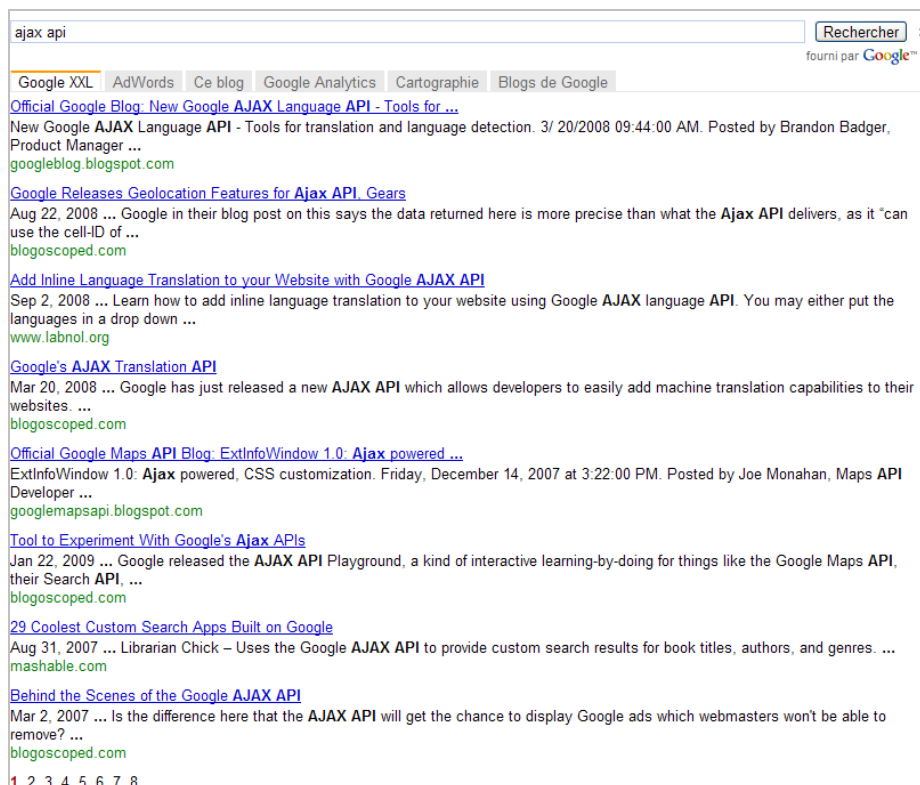 ajax api
Rechercher
fourni par Google™
Google XXL AdWords Ce blog Google Analytics Cartographie Blogs de Google
Official Google Blog: New Google AJAX Language API - Tools for ...
New Google AJAX Language API - Tools for translation and language detection. 3/ 20/2008 09:44:00 AM. Posted by Brandon Badger,
Product Manager ...
googleblog.blogspot.com
Google Releases Geolocation Features for Ajax API, Gears
Aug 22, 2008 ... Google in their blog post on this says the data returned here is more precise than what the Ajax API delivers, as it “can
use the cell-ID of ...
blogoscoped.com
Add Inline Language Translation to your Website with Google AJAX API
Sep 2, 2008 ... Learn how to add inline language translation to your website using Google AJAX language API. You may either put the
languages in a drop down ...
www.labnol.org
Google's AJAX Translation API
Mar 20, 2008 ... Google has just released a new AJAX API which allows developers to easily add machine translation capabilities to their
websites. ...
blogoscoped.com
Official Google Maps API Blog: ExtInfoWindow 1.0: Ajax powered ...
ExtInfoWindow 1.0: Ajax powered, CSS customization. Friday, December 14, 2007 at 3:22:00 PM. Posted by Joe Monahan, Maps API
Developer ...
googlemapsapi.blogspot.com
Tool to Experiment With Google's Ajax APIs
Jan 22, 2009 ... Google released the AJAX API Playground, a kind of interactive learning-by-doing for things like the Google Maps API,
their Search API, ...
blogoscoped.com
29 Coolest Custom Search Apps Built on Google
Aug 31, 2007 ... Librarian Chick – Uses the Google AJAX API to provide custom search results for book titles, authors, and genres. ...
mashable.com
Behind the Scenes of the Google AJAX API
Mar 2, 2007 ... Is the difference here that the AJAX API will get the chance to display Google ads which webmasters won't be able to
remove? ...
blogoscoped.com
1 2 3 4 5 6 7 8